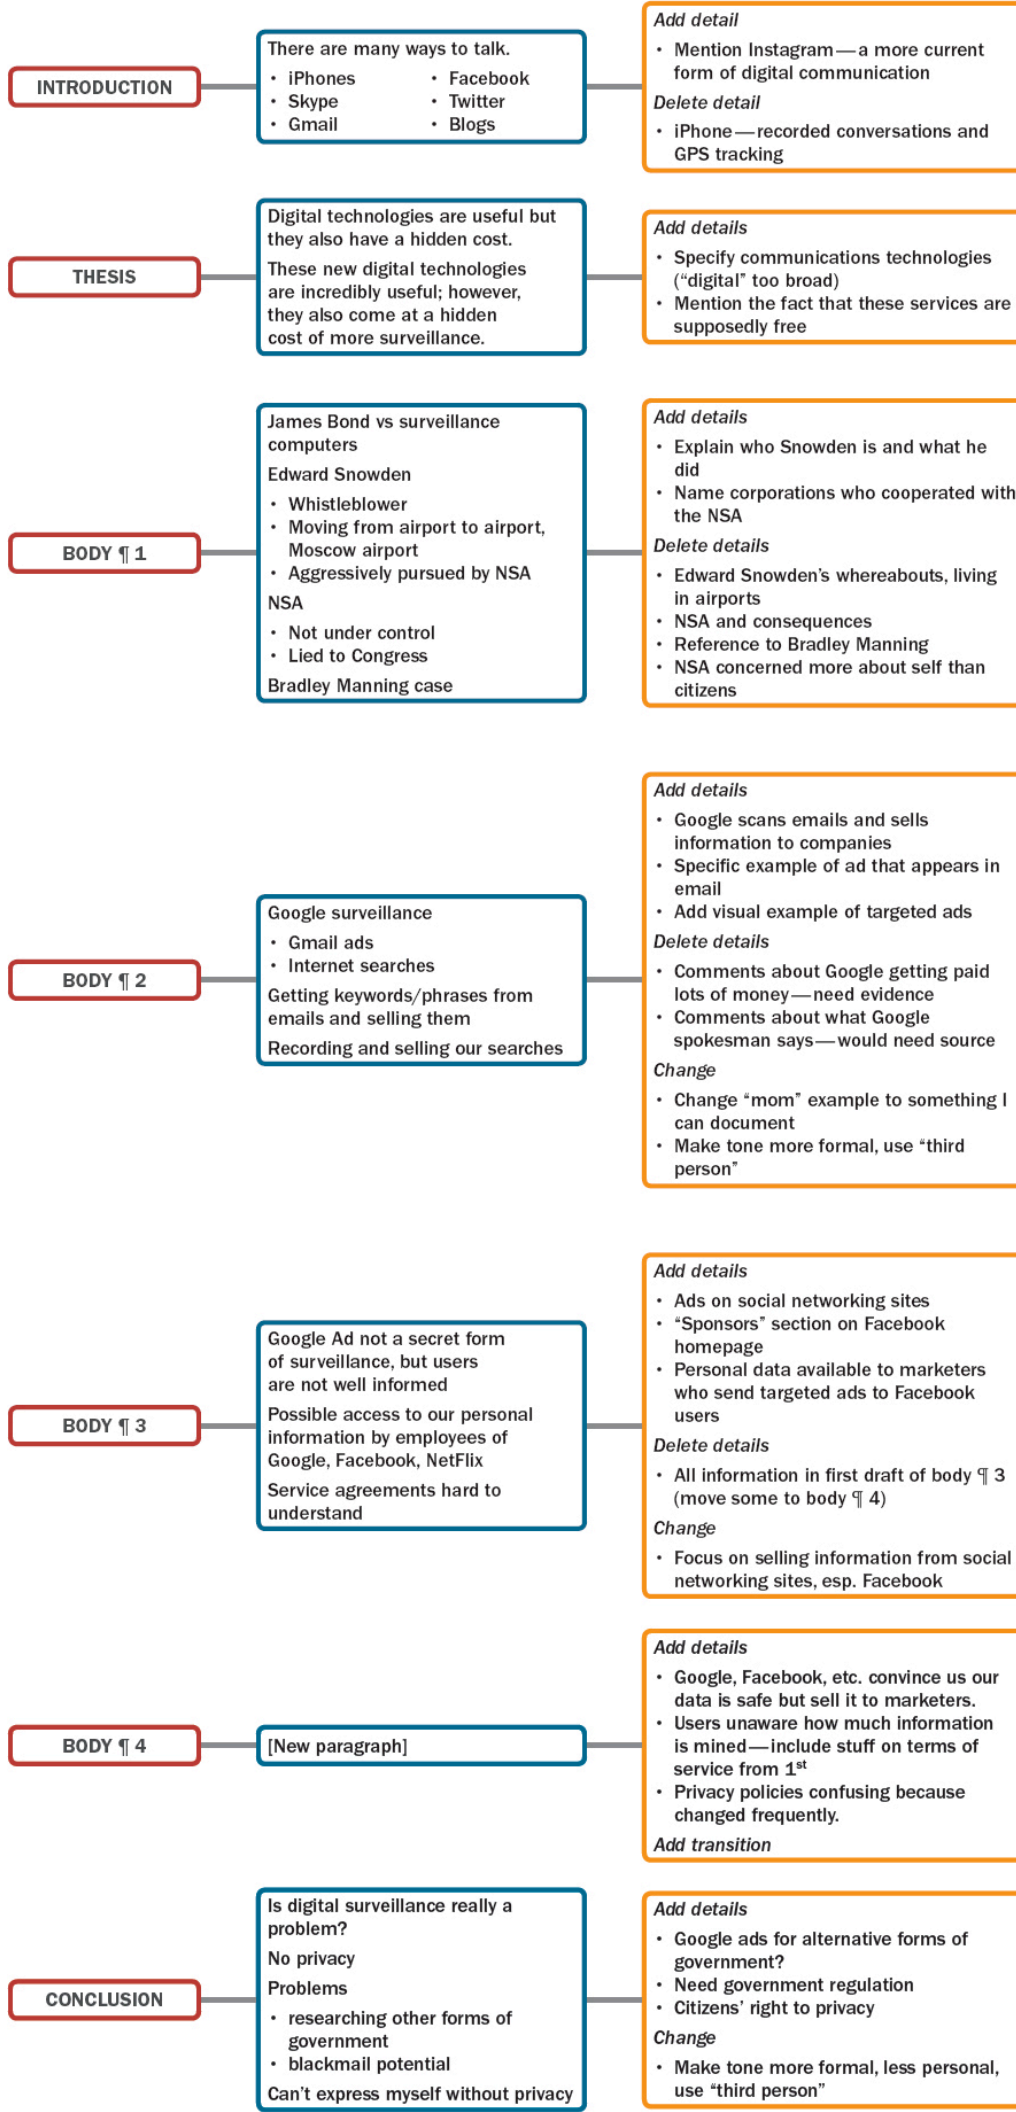 INTRODUCTION
There are many ways to talk.
• iPhones
• Skype
• Gmail
• Facebook
• Twitter
• Blogs
Add detail
• Mention Instagram—a more current
form of digital communication
Delete detail
• iPhone—recorded conversations and
GPS tracking
THESIS
Digital technologies are useful but
they also have a hidden cost.
These new digital technologies
are incredibly useful; however,
they also come at a hidden
cost of more surveillance.
Add details
• Specify communications technologies
(“digital” too broad)
• Mention the fact that these services are
supposedly free
BODY ¶ 1
James Bond vs surveillance
computers
Edward Snowden
• Whistleblower
• Moving from airport to airport,
Moscow airport
• Aggressively pursued by NSA
NSA
• Not under control
• Lied to Congress
Bradley Manning case
Add details
• Explain who Snowden is and what he
did
• Name corporations who cooperated with
the NSA
Delete details
• Edward Snowden’s whereabouts, living
in airports
• NSA and consequences
• Reference to Bradley Manning
• NSA concerned more about self than
citizens
BODY ¶ 2
Google surveillance
• Gmail ads
• Internet searches
Getting keywords/phrases from
emails and selling them
Recording and selling our searches
Add details
• Google scans emails and sells
information to companies
• Specific example of ad that appears in
email
• Add visual example of targeted ads
Delete details
• Comments about Google getting paid
lots of money—need evidence
• Comments about what Google
spokesman says—would need source
Change
• Change “mom” example to something I
can document
• Make tone more formal, use “third
person”
BODY ¶ 3
Google Ad not a secret form
of surveillance, but users
are not well informed
Possible access to our personal
information by employees of
Google, Facebook, NetFlix
Service agreements hard to
understand
Add details
• Ads on social networking sites
• “Sponsors” section on Facebook
homepage
• Personal data available to marketers
who send targeted ads to Facebook
users
Delete details
• All information in first draft of body ¶ 3
(move some to body ¶ 4)
Change
• Focus on selling information from social
networking sites, esp. Facebook
BODY ¶ 4
[New paragraph]
Add details
• Google, Facebook, etc. convince us our
data is safe but sell it to marketers.
• Users unaware how much information
is mined—include stuff on terms of
service from 1st
• Privacy policies confusing because
changed frequently.
Add transition
CONCLUSION
Is digital surveillance really a
problem?
No privacy
Problems
• researching other forms of
government
• blackmail potential
Can’t express myself without privacy
Add details
• Google ads for alternative forms of
government?
• Need government regulation
• Citizens’ right to privacy
Change
• Make tone more formal, less personal,
use “third person”